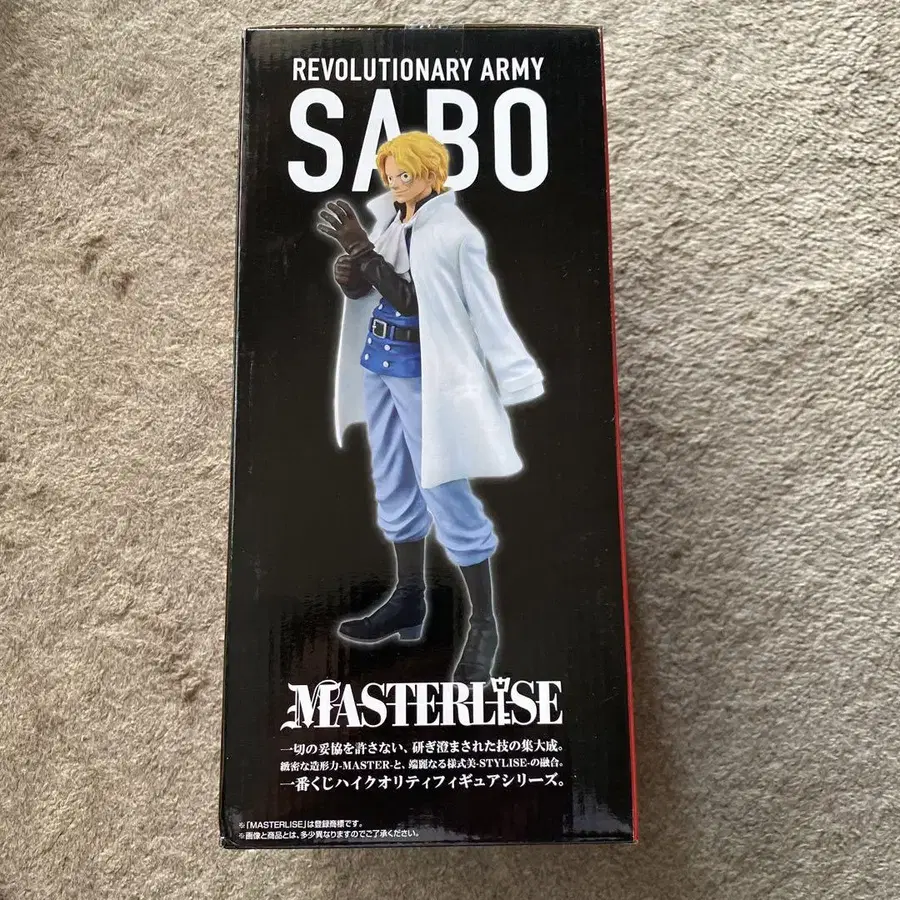 REVOLUTIONARY ARMY
SABO
MASTERLISE
一切の妥協を許さない、研ぎ澄まされた技の集大成。
緻密な造形力-MASTER-と、端麗なる様式美-STYLISE-の融合。
一番くじハイクオリティフィギュアシリーズ。
※「MASTERLISE」は登録商標です。
※画像と商品とは、多少異なりますのでご了承ください。